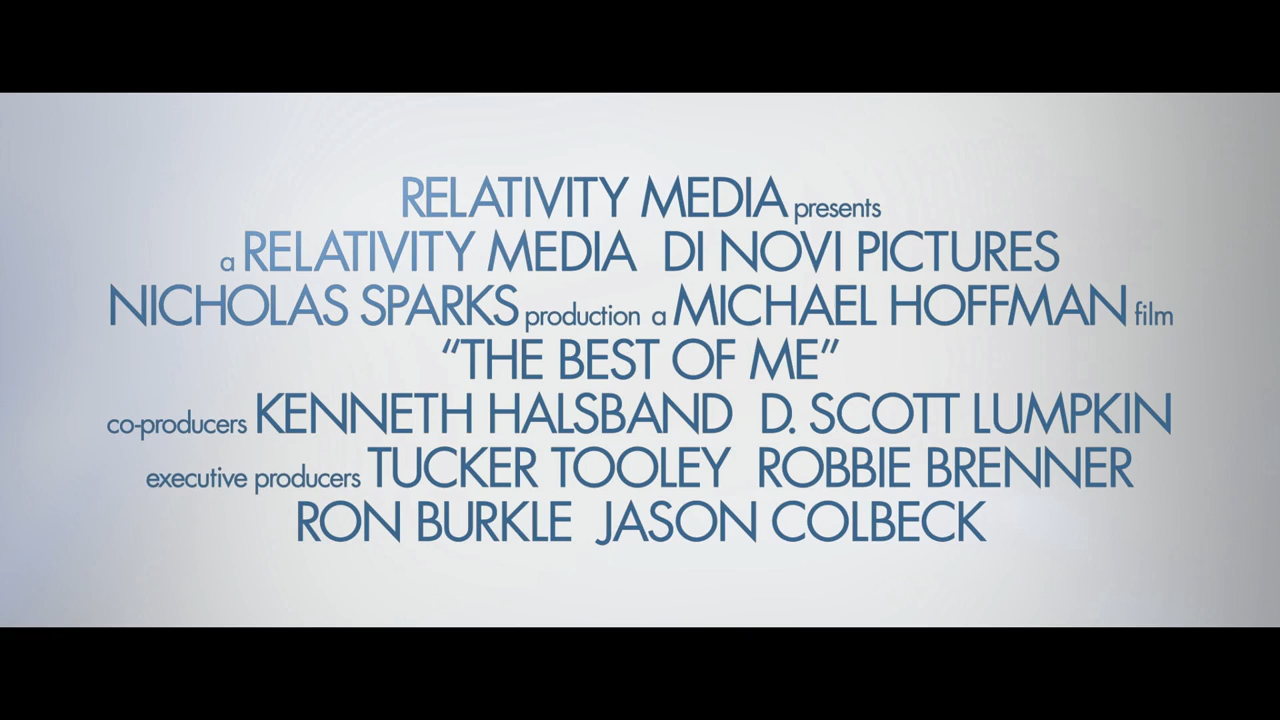 RELATIVITY MEDIA presents
a RELATIVITY MEDIA DI NOVI PICTURES
NICHOLAS SPARKS production a MICHAEL HOFFMAN film
“THE BEST OF ME”
co-producers KENNETH HALSBAND D. SCOTT LUMPKIN
executive producers TUCKER TOOLEY ROBBIE BRENNER
RON BURKLE JASON COLBECK